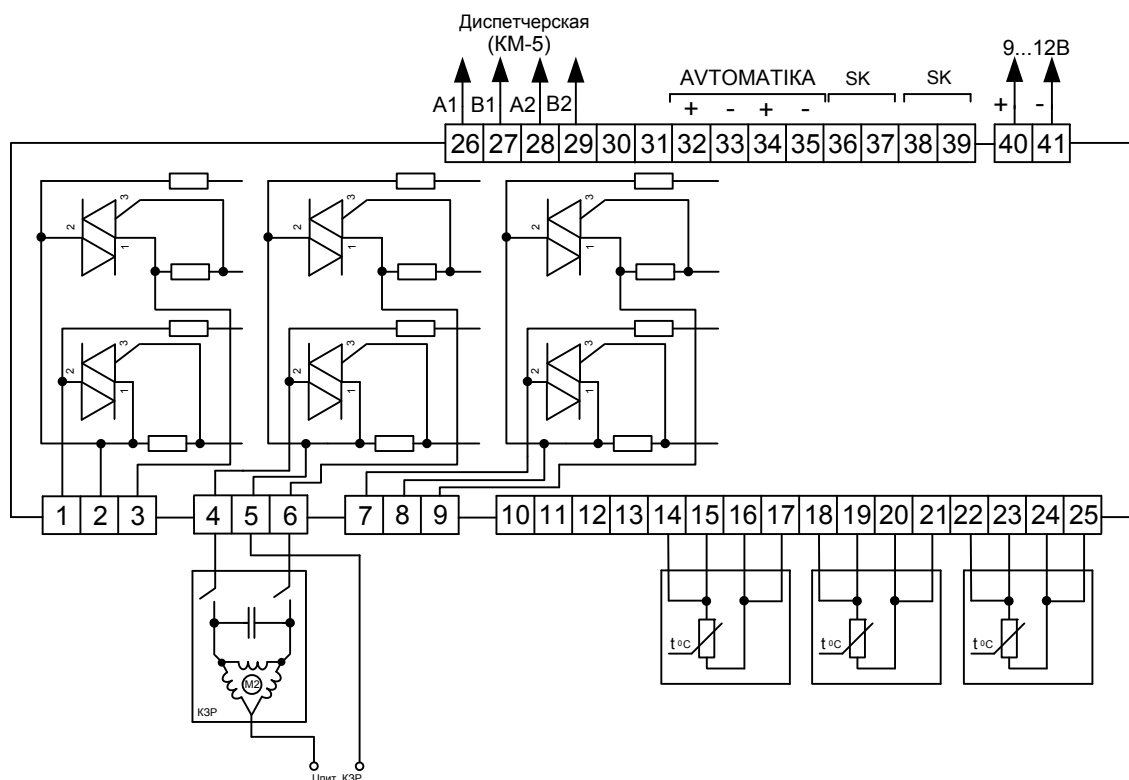 Диспетчерская
(КМ-5)
9...12В
AVTOMATIKA SK SK
A1 B1 A2 B2 + - + - + -
26 27 28 29 30 31 32 33 34 35 36 37 38 39 40 41
3 3 3
2 2 2
1 1 1
3 3 3
2 2 2
1 1 1
1 2 3 4 5 6 7 8 9 10 11 12 13 14 15 16 17 18 19 20 21 22 23 24 25
t °C t °C t °C
М2
КЗР
Uпит. КЗР